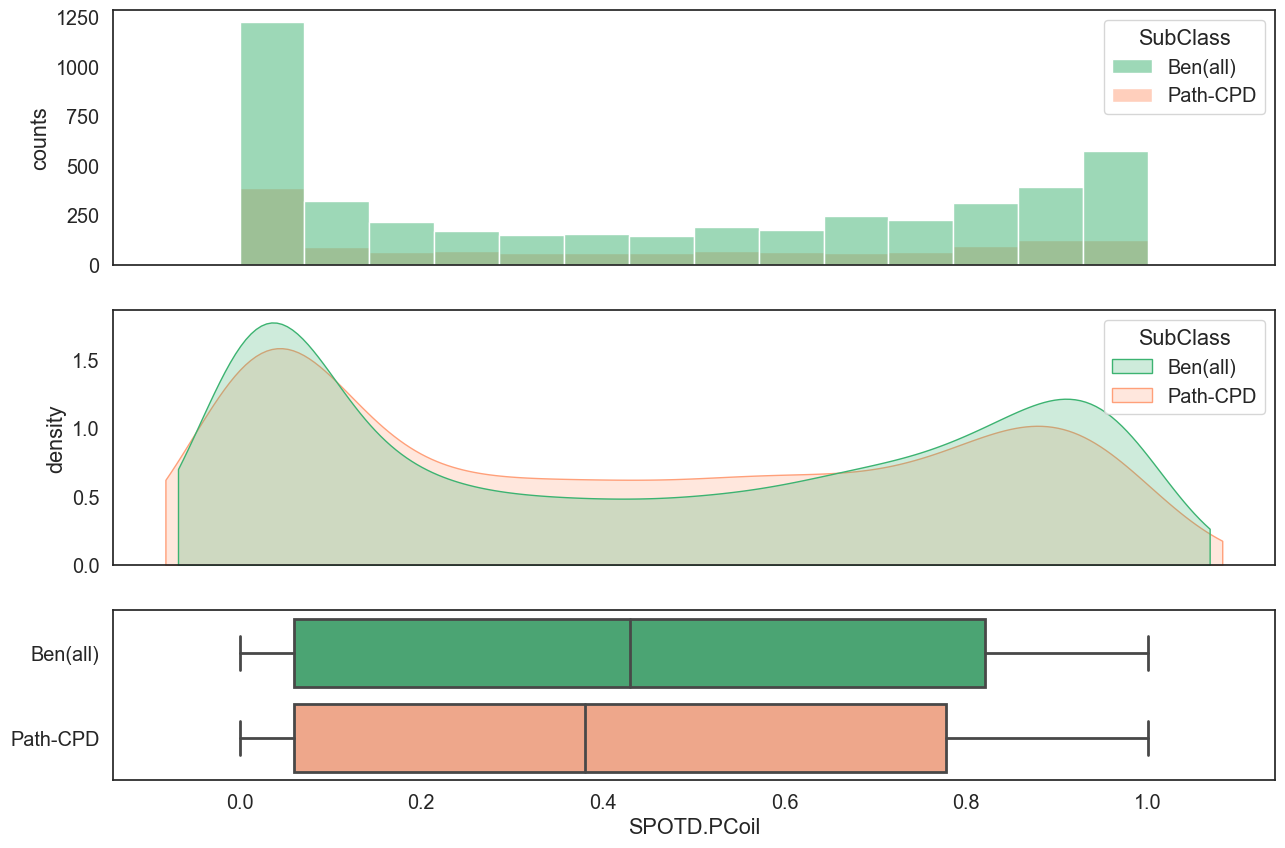 1250
1000
750
500
250
0
counts
SubClass
Ben(all)
Path-CPD
1.5
1.0
0.5
0.0
density
SubClass
Ben(all)
Path-CPD
Ben(all)
Path-CPD
0.0 0.2 0.4 0.6 0.8 1.0
SPOTD.PCoil